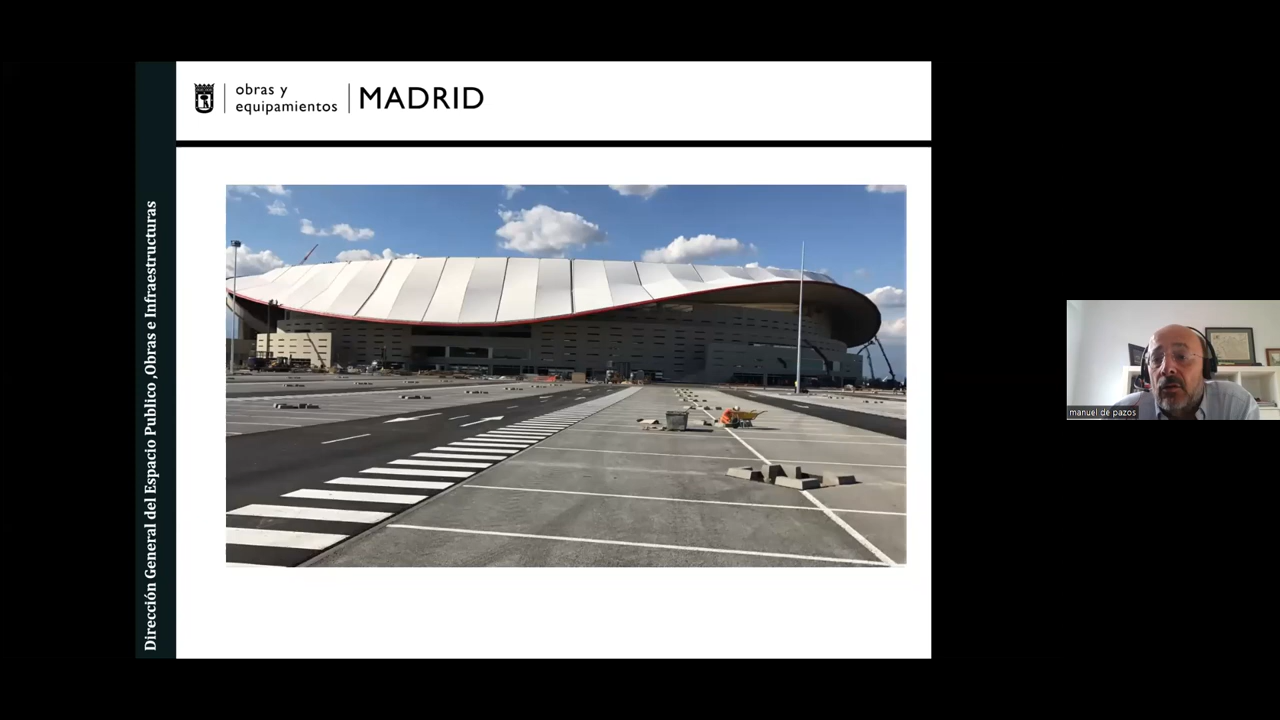 obras y
equipamientos
MADRID
Dirección General del Espacio Publico ,Obras e Infraestructuras
manuel de pazos